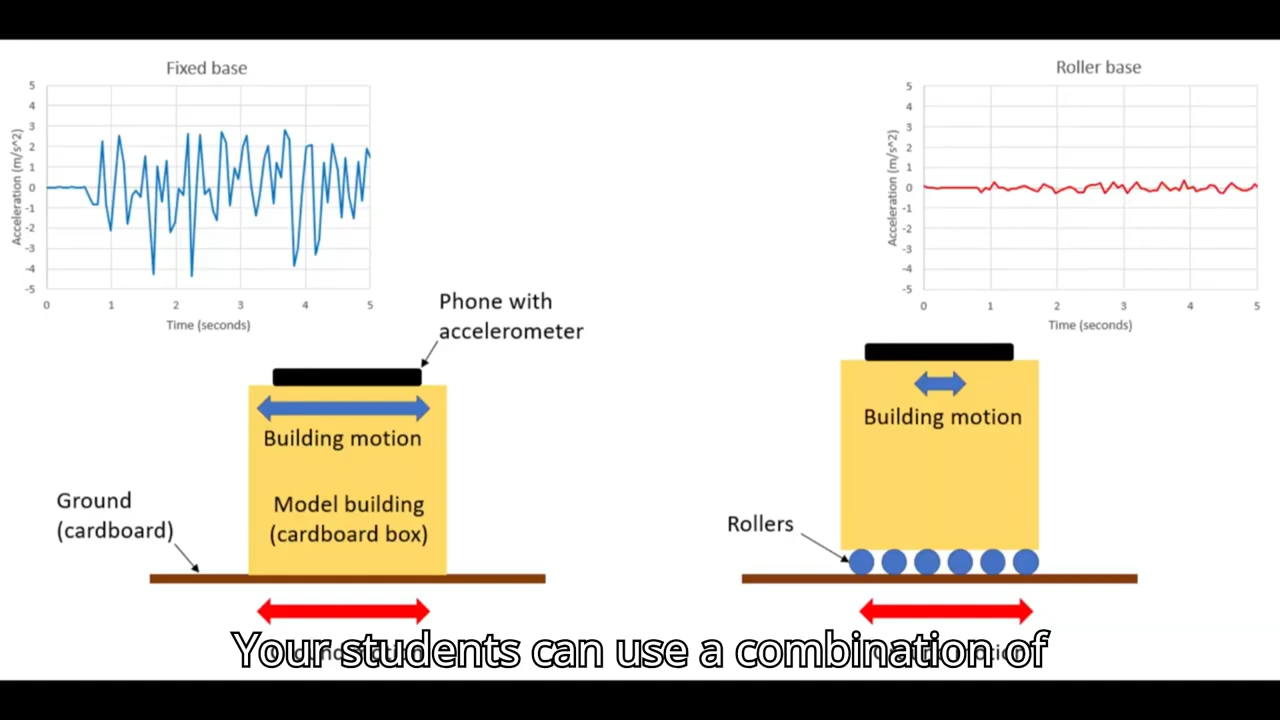 Fixed base
5
4
3
2
1
0
-1
-2
-3
-4
-5
Acceleration (m/s^2)
0 1 2 3 4 5
Time (seconds)
Roller base
5
4
3
2
1
0
-1
-2
-3
-4
-5
Acceleration (m/s^2)
0 1 2 3 4 5
Time (seconds)
Phone with
accelerometer
Building motion
Model building
(cardboard box)
Ground
(cardboard)
Building motion
Rollers
Your students can use a combination of